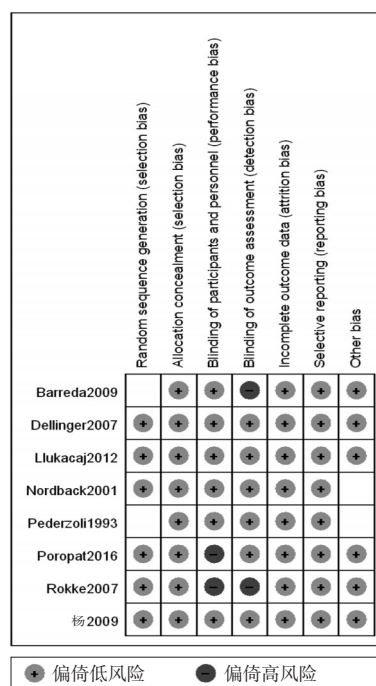 Random sequence generation (selection bias)
Allocation concealment (selection bias)
Blinding of participants and personnel (performance bias)
Blinding of outcome assessment (detection bias)
Incomplete outcome data (attrition bias)
Selective reporting (reporting bias)
Other bias
Barreda2009 + + - + + +
Dellinger2007 + + + + + + +
Llukacaj2012 + + + + + + +
Nordback2001 + + + + + +
Pederzoli1993 + + + + +
Poropat2016 + + - + + + +
Rokke2007 + + - - + + +
杨2009 + + + + + + +
+ 偏倚低风险 - 偏倚高风险